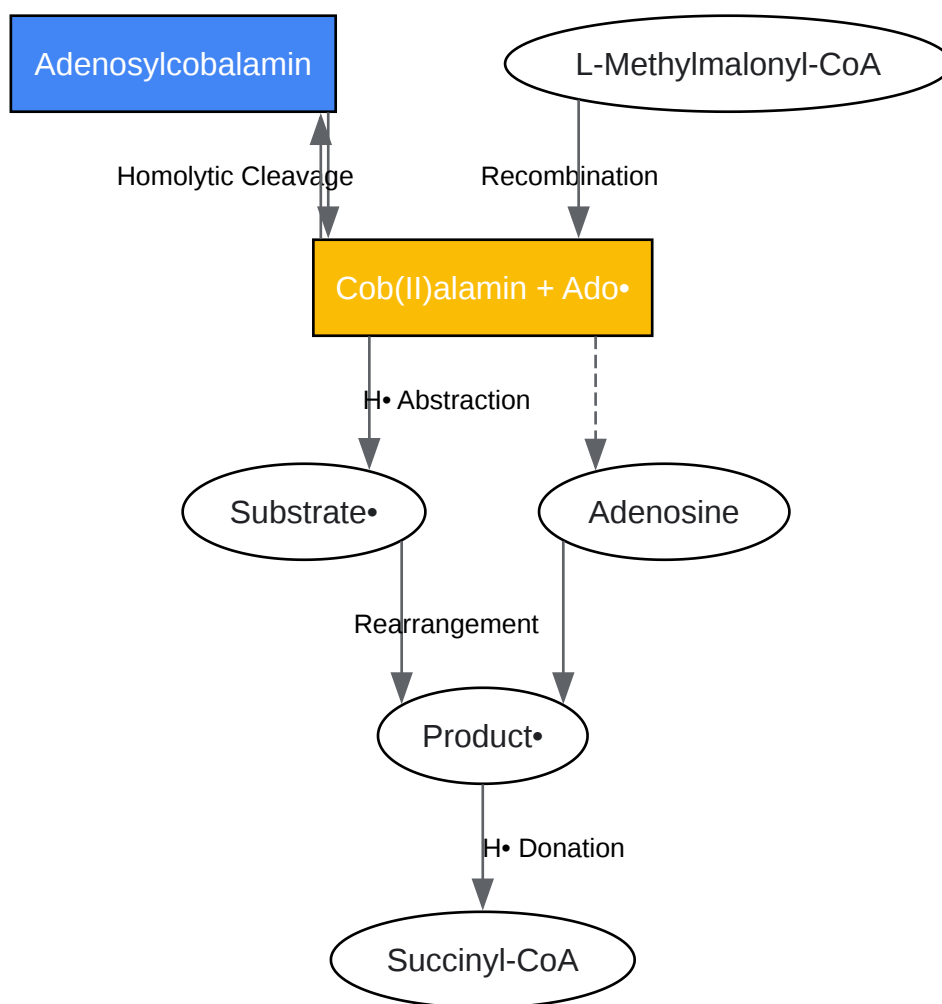 Adenosylcobalamin
L-Methylmalonyl-CoA
Homolytic Cleavage
Recombination
Cob(II)alamin + Ado•
H• Abstraction
Substrate•
Adenosine
Rearrangement
Product•
H• Donation
Succinyl-CoA